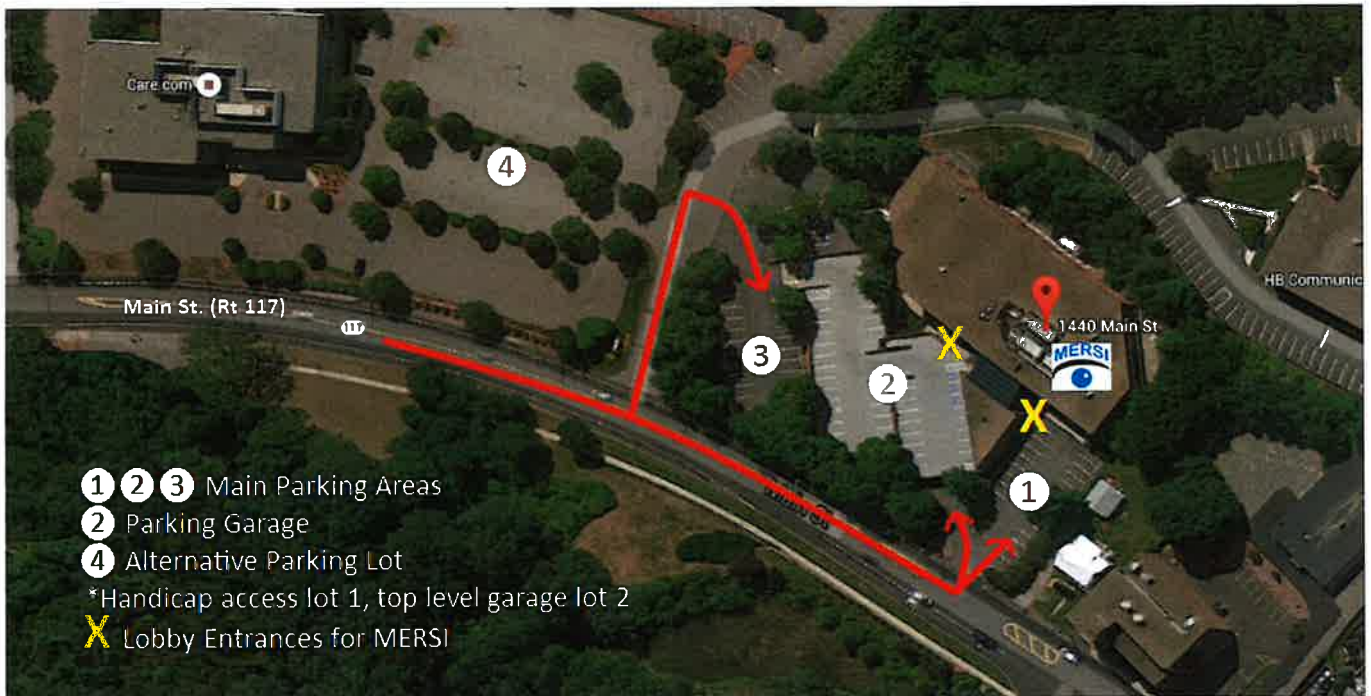 Care.com
4
Main St. (Rt 117)
117
HB Communic
1440 Main St
MERSI
3
2
1
X
X
1 2 3 Main Parking Areas
2 Parking Garage
4 Alternative Parking Lot
*Handicap access lot 1, top level garage lot 2
X Lobby Entrances for MERSI